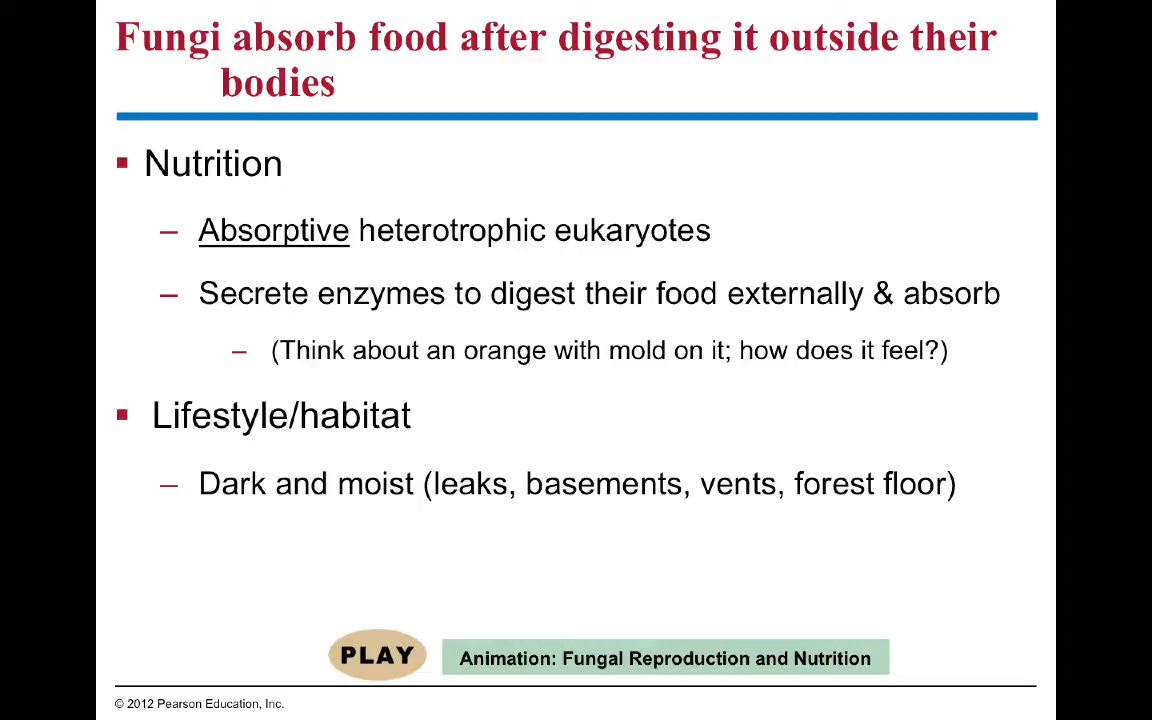 Fungi absorb food after digesting it outside their
bodies
▪ Nutrition
– Absorptive heterotrophic eukaryotes
– Secrete enzymes to digest their food externally & absorb
– (Think about an orange with mold on it; how does it feel?)
▪ Lifestyle/habitat
– Dark and moist (leaks, basements, vents, forest floor)
PLAY Animation: Fungal Reproduction and Nutrition
© 2012 Pearson Education, Inc.